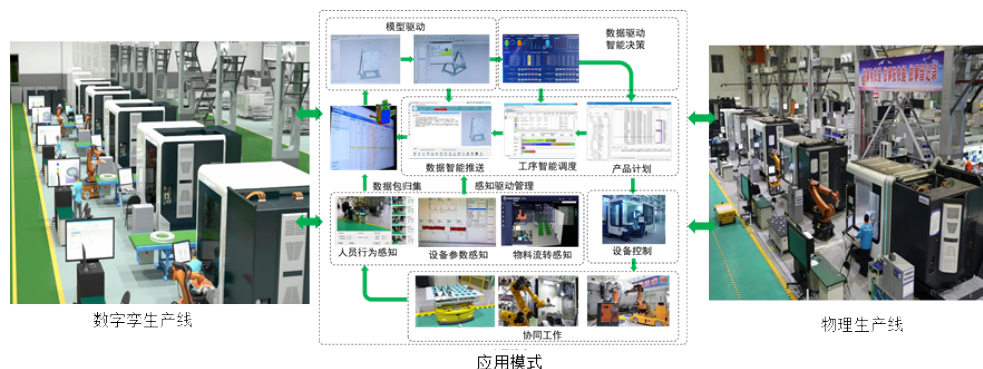 模型驱动
数据驱动
智能决策
数据智能推送
工序智能调度
产品计划
数据包归集
感知驱动管理
人员行为感知
设备参数感知
物料流转感知
设备控制
协同工作
数字孪生产线
物理生产线
应用模式